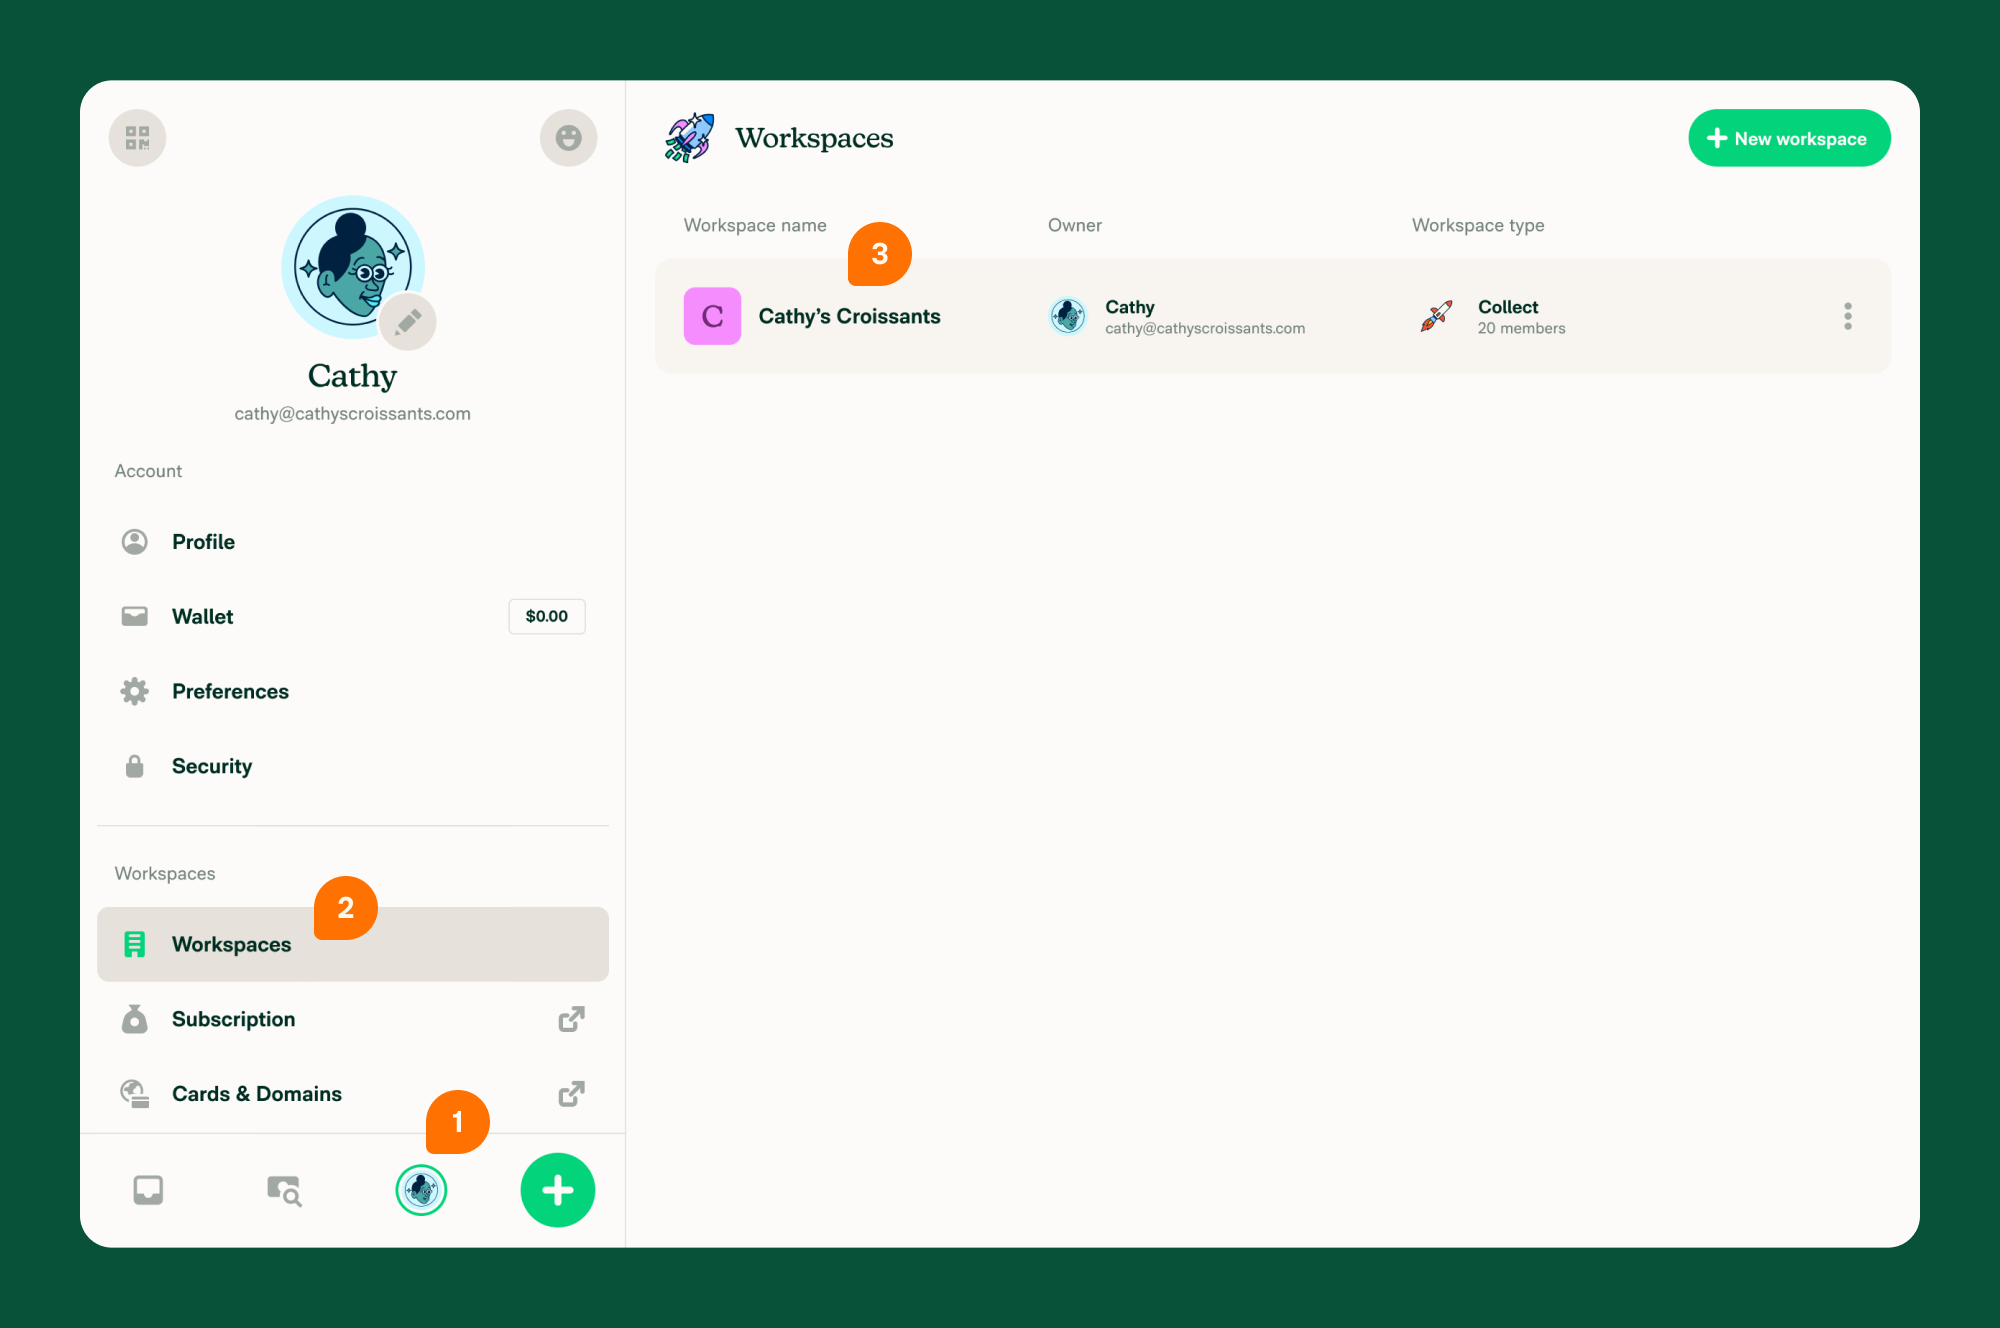 Cathy
cathy@cathyscroissants.com
Account
Profile
Wallet
$0.00
Preferences
Security
Workspaces
2
Workspaces
Subscription
Cards & Domains
1
Workspaces
New workspace
Workspace name
Owner
Workspace type
3
C
Cathy’s Croissants
Cathy
cathy@cathyscroissants.com
Collect
20 members